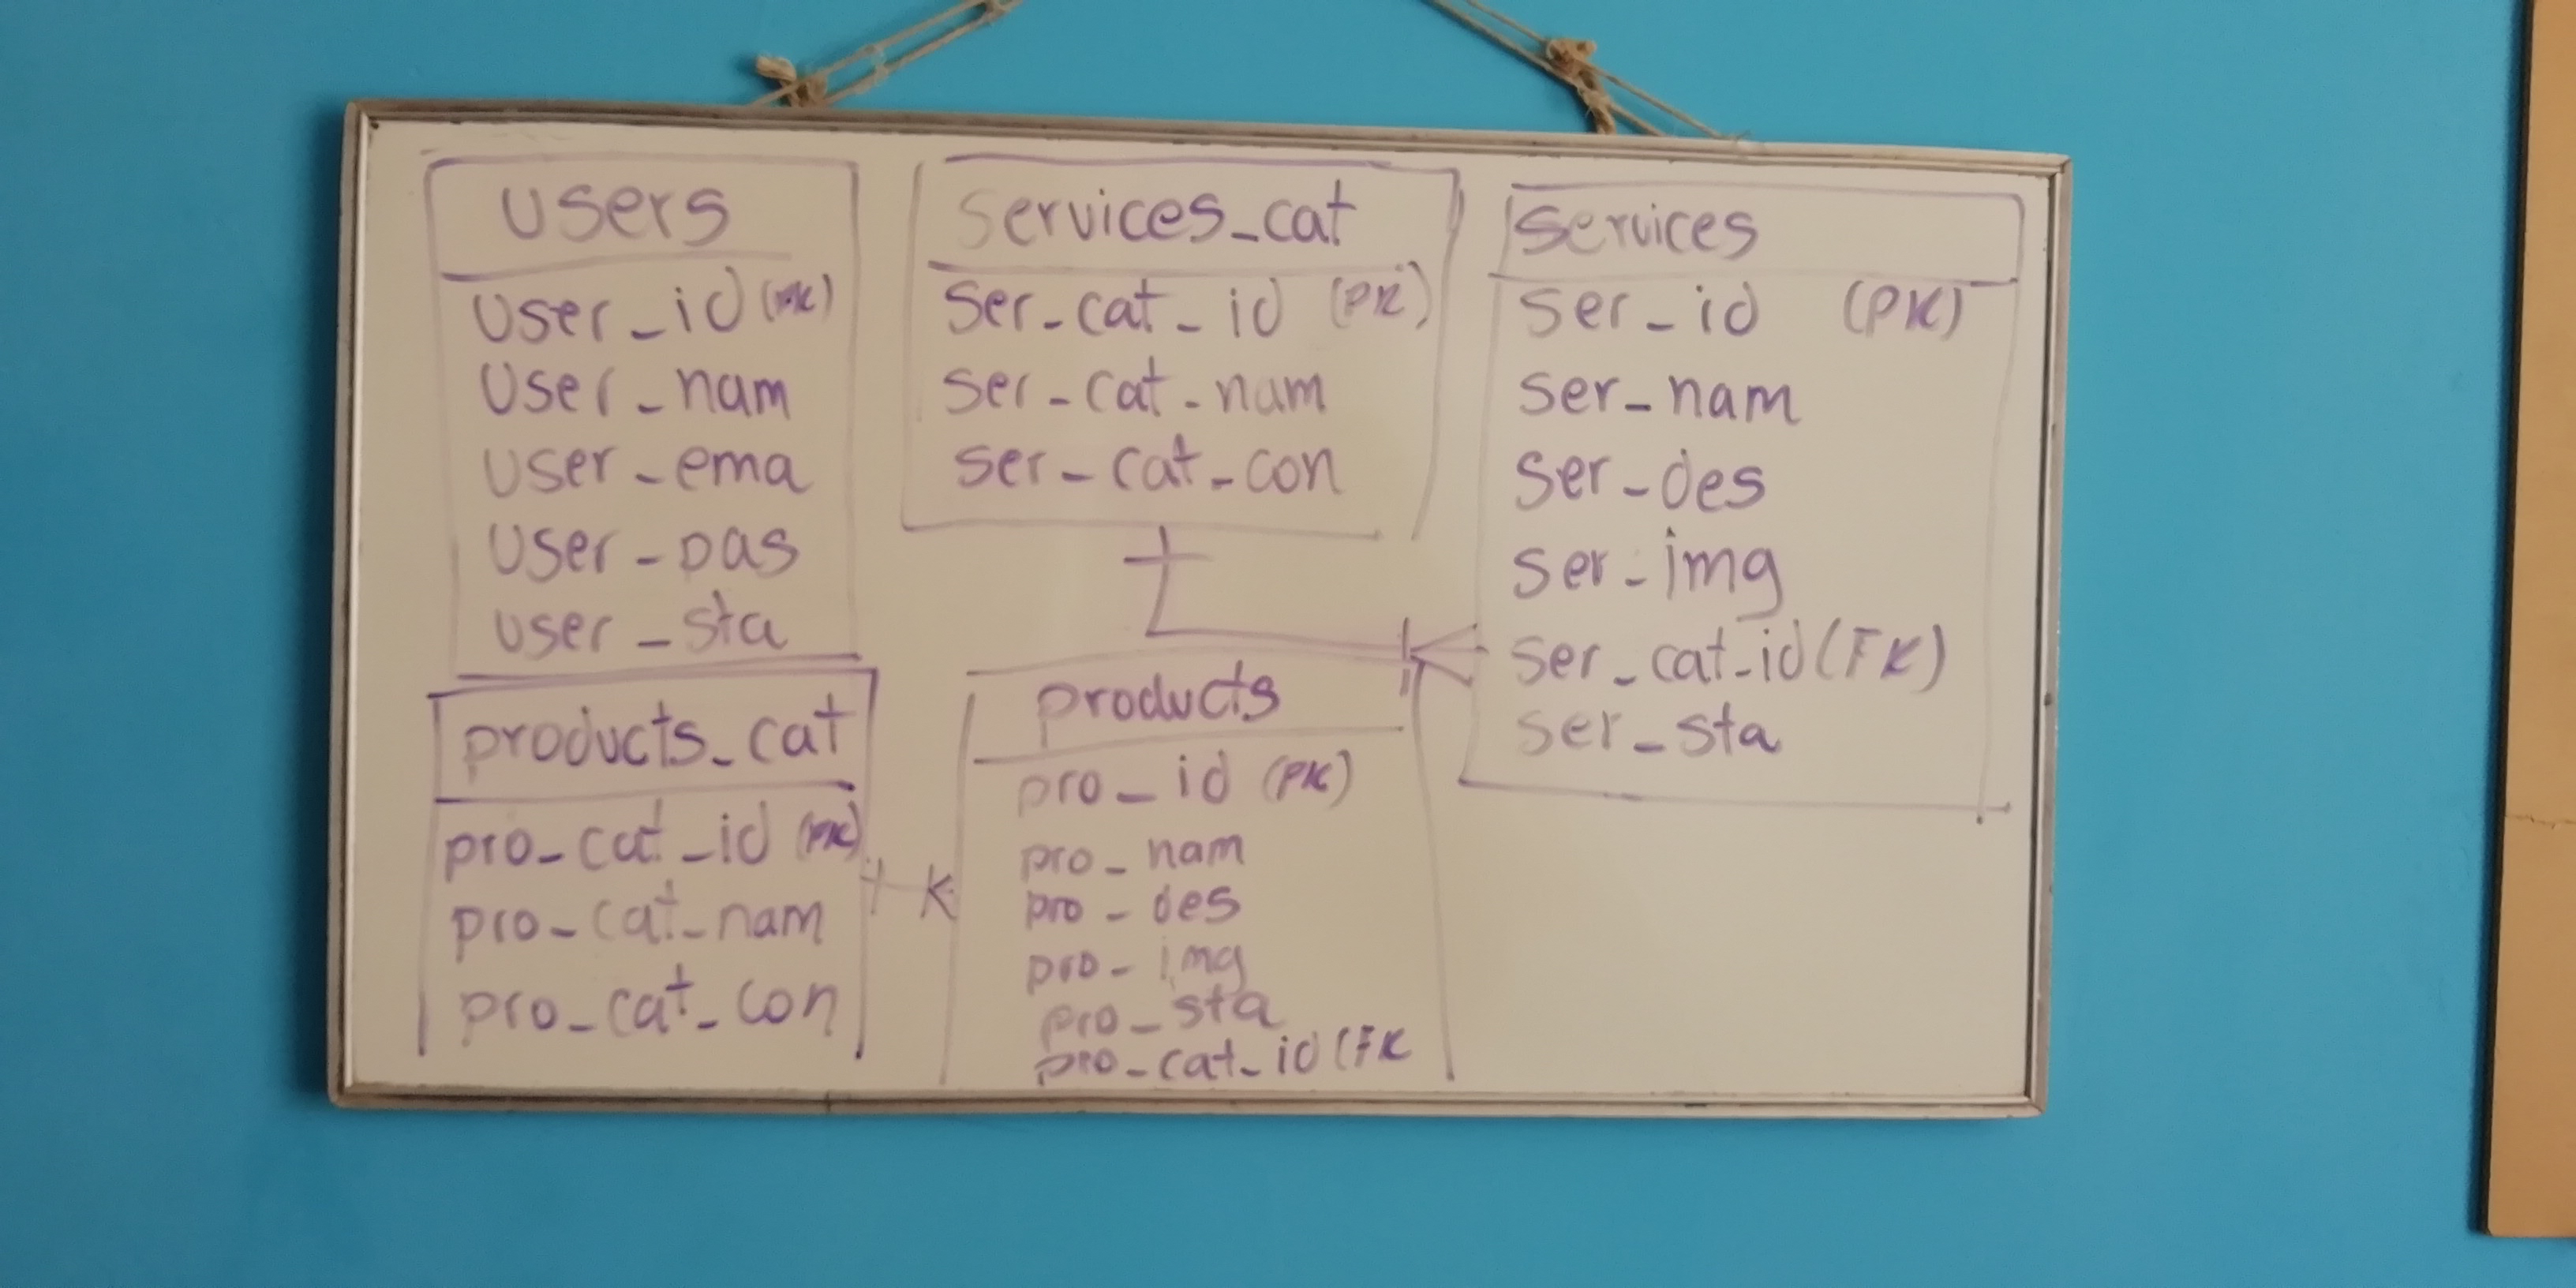 users
user_id (PK)
user_nam
user_ema
user_pas
user_sta
services_cat
ser_cat_id (PK)
ser_cat_nam
ser_cat_con
services
ser_id (PK)
ser_nam
ser_des
ser_img
ser_cat_id (FK)
ser_sta
products_cat
pro_cat_id (PK)
pro_cat_nam
pro_cat_con
products
pro_id (PK)
pro_nam
pro_des
pro_img
pro_sta
pro_cat_id (FK